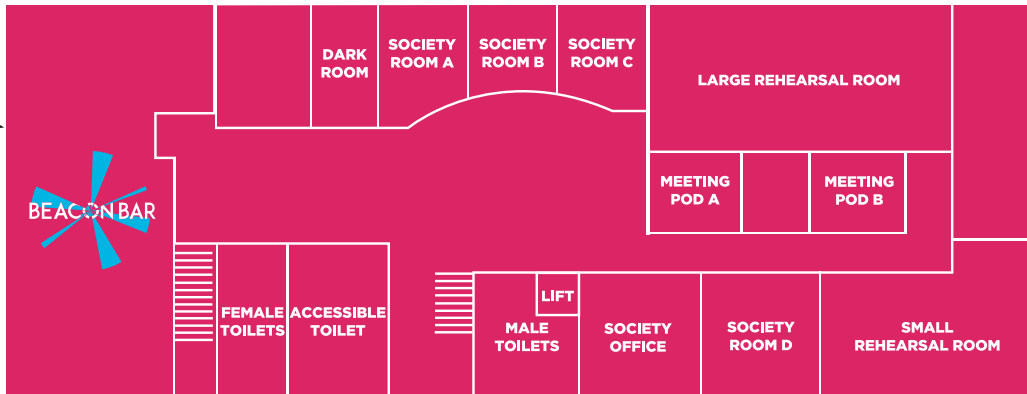 DARK
ROOM
SOCIETY
ROOM A
SOCIETY
ROOM B
SOCIETY
ROOM C
LARGE REHEARSAL ROOM
MEETING
POD A
MEETING
POD B
BEACON BAR
FEMALE
TOILETS
ACCESSIBLE
TOILET
LIFT
MALE
TOILETS
SOCIETY
OFFICE
SOCIETY
ROOM D
SMALL
REHEARSAL ROOM